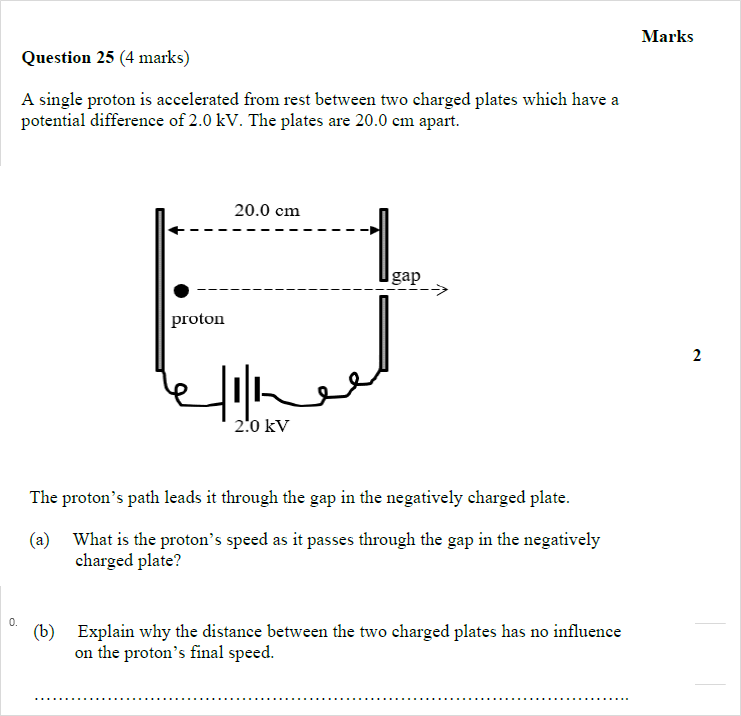 Marks
Question 25 (4 marks)
A single proton is accelerated from rest between two charged plates which have a
potential difference of 2.0 kV. The plates are 20.0 cm apart.
20.0 cm
gap
proton
2
2.0 kV
The proton’s path leads it through the gap in the negatively charged plate.
(a) What is the proton’s speed as it passes through the gap in the negatively
charged plate?
0.
(b) Explain why the distance between the two charged plates has no influence
on the proton’s final speed.